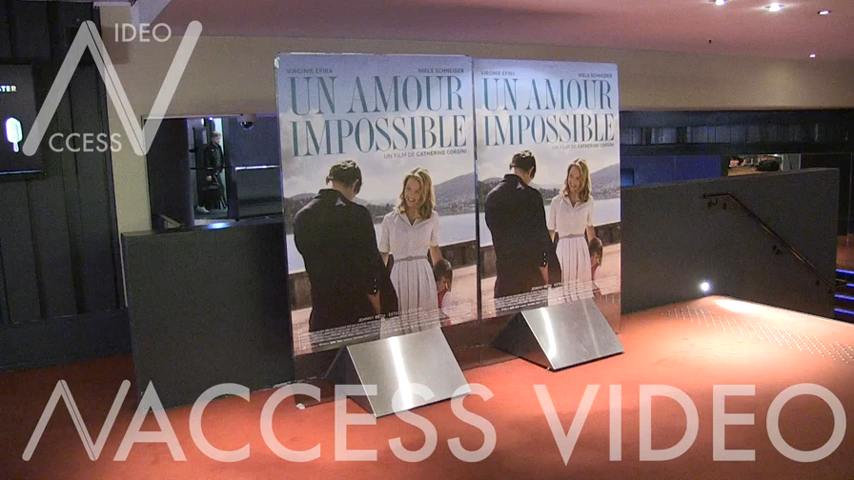 IDEO
CCESS
VIRGINIE EFIRA NIELS SCHNEIDER
UN AMOUR
IMPOSSIBLE
UN FILM DE CATHERINE CORSINI
VIRGINIE EFIRA NIELS SCHNEIDER
UN AMOUR
IMPOSSIBLE
UN FILM DE CATHERINE CORSINI
ACCESS VIDEO